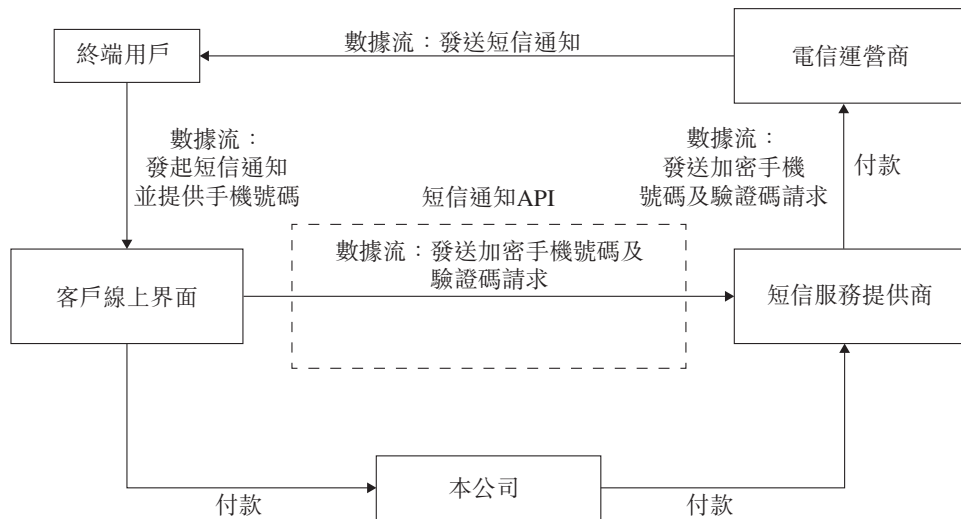 終端用戶
數據流：發送短信通知
電信運營商
數據流：
發起短信通知
並提供手機號碼
數據流：
發送加密手機
號碼及驗證碼請求
付款
短信通知API
數據流：發送加密手機號碼及
驗證碼請求
客戶線上界面
短信服務提供商
本公司
付款
付款